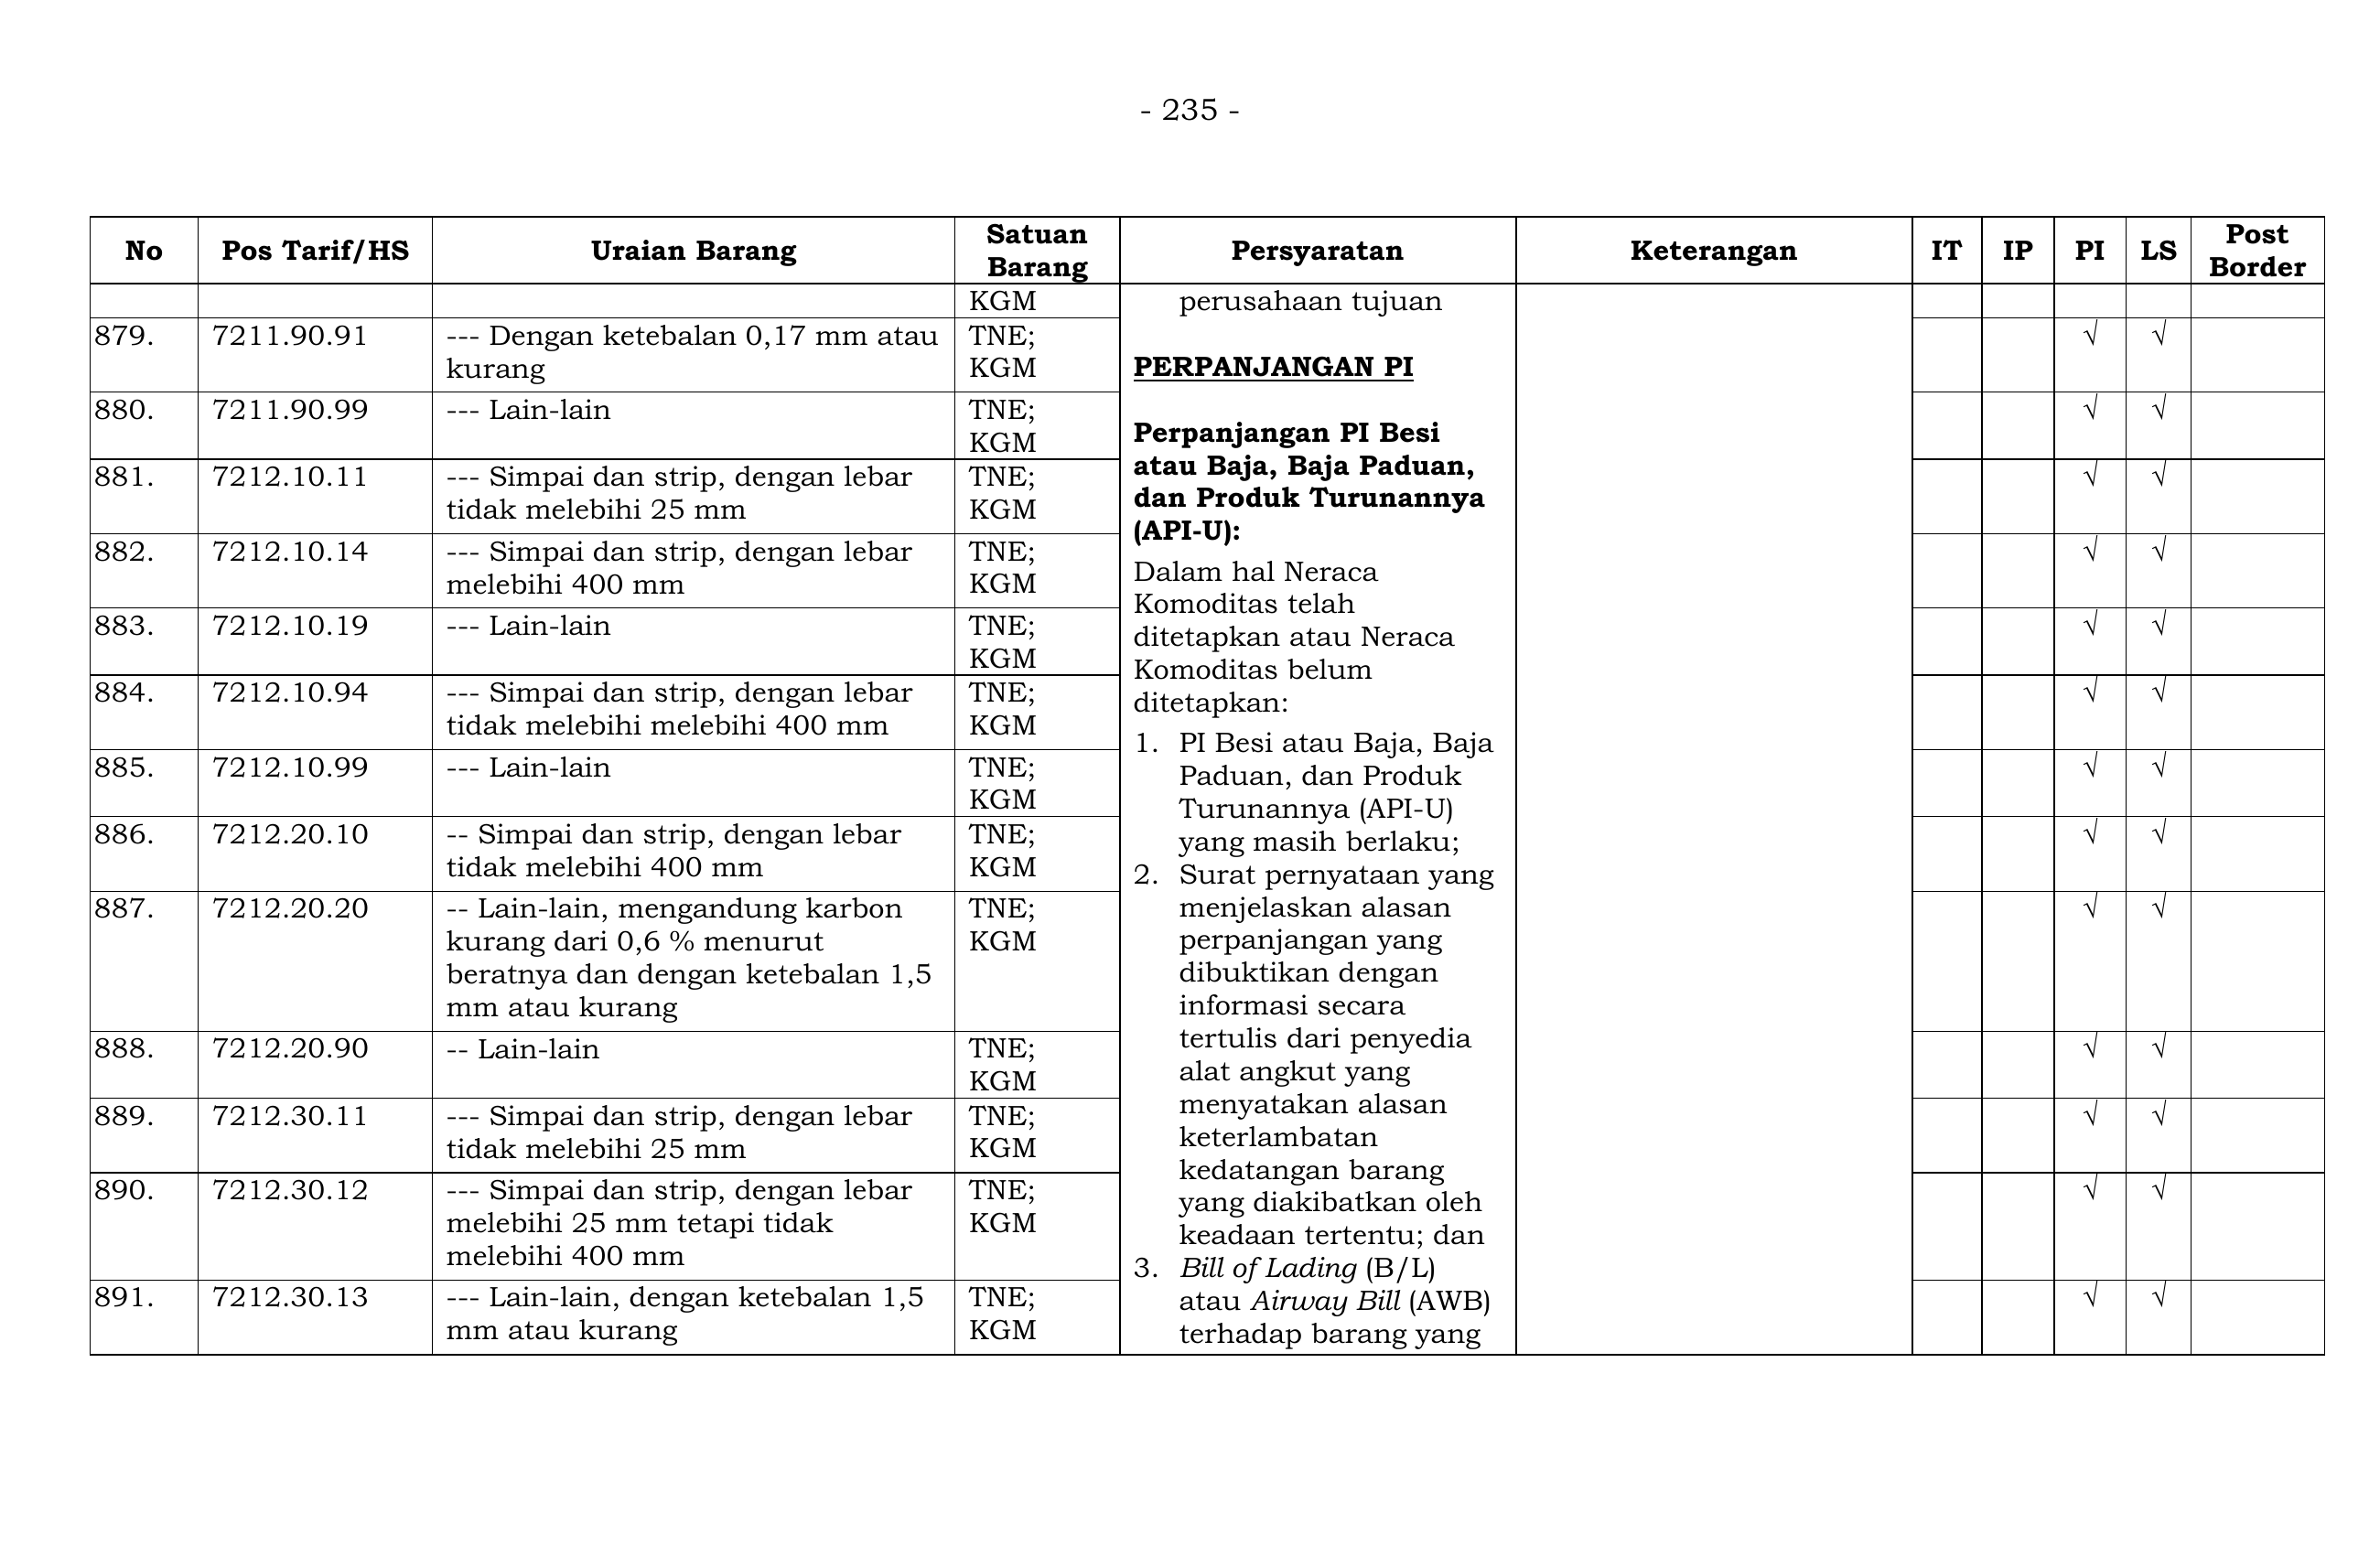 - 235 -
No Pos Tarif/HS Uraian Barang Satuan Barang Persyaratan Keterangan IT IP PI LS Post Border
KGM
879. 7211.90.91 --- Dengan ketebalan 0,17 mm atau TNE; √ √
kurang KGM
880. 7211.90.99 --- Lain-lain TNE; √ √
KGM
881. 7212.10.11 --- Simpai dan strip, dengan lebar TNE; √ √
tidak melebihi 25 mm KGM
882. 7212.10.14 --- Simpai dan strip, dengan lebar TNE; √ √
melebihi 400 mm KGM
883. 7212.10.19 --- Lain-lain TNE; √ √
KGM
884. 7212.10.94 --- Simpai dan strip, dengan lebar TNE; √ √
tidak melebihi melebihi 400 mm KGM
885. 7212.10.99 --- Lain-lain TNE; √ √
KGM
886. 7212.20.10 -- Simpai dan strip, dengan lebar TNE; √ √
tidak melebihi 400 mm KGM
887. 7212.20.20 -- Lain-lain, mengandung karbon TNE; √ √
kurang dari 0,6 % menurut KGM
beratnya dan dengan ketebalan 1,5
mm atau kurang
888. 7212.20.90 -- Lain-lain TNE; √ √
KGM
889. 7212.30.11 --- Simpai dan strip, dengan lebar TNE; √ √
tidak melebihi 25 mm KGM
890. 7212.30.12 --- Simpai dan strip, dengan lebar TNE; √ √
melebihi 25 mm tetapi tidak KGM
melebihi 400 mm
891. 7212.30.13 --- Lain-lain, dengan ketebalan 1,5 TNE; √ √
mm atau kurang KGM
perusahaan tujuan
PERPANJANGAN PI
Perpanjangan PI Besi
atau Baja, Baja Paduan,
dan Produk Turunannya
(API-U):
Dalam hal Neraca
Komoditas telah
ditetapkan atau Neraca
Komoditas belum
ditetapkan:
1. PI Besi atau Baja, Baja
Paduan, dan Produk
Turunannya (API-U)
yang masih berlaku;
2. Surat pernyataan yang
menjelaskan alasan
perpanjangan yang
dibuktikan dengan
informasi secara
tertulis dari penyedia
alat angkut yang
menyatakan alasan
keterlambatan
kedatangan barang
yang diakibatkan oleh
keadaan tertentu; dan
3. Bill of Lading (B/L)
atau Airway Bill (AWB)
terhadap barang yang